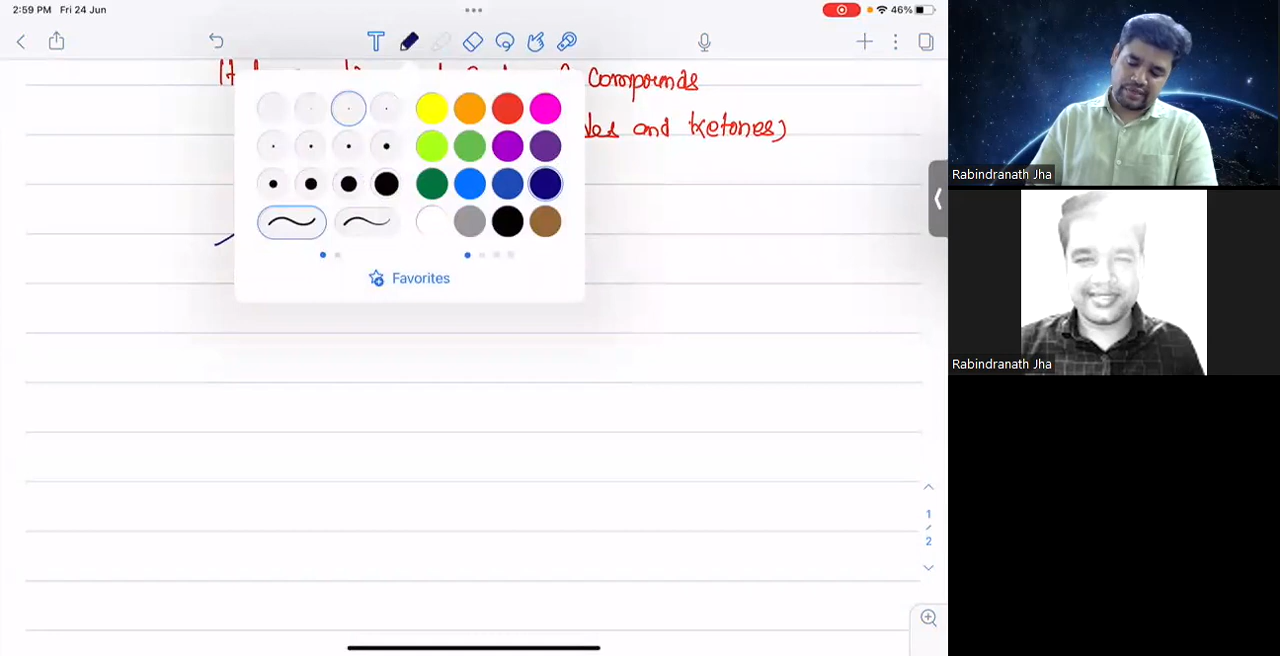 2:59 PM Fri 24 Jun
46%
compounds
and ketones)
Favorites
1
2
Rabindranath Jha
Rabindranath Jha